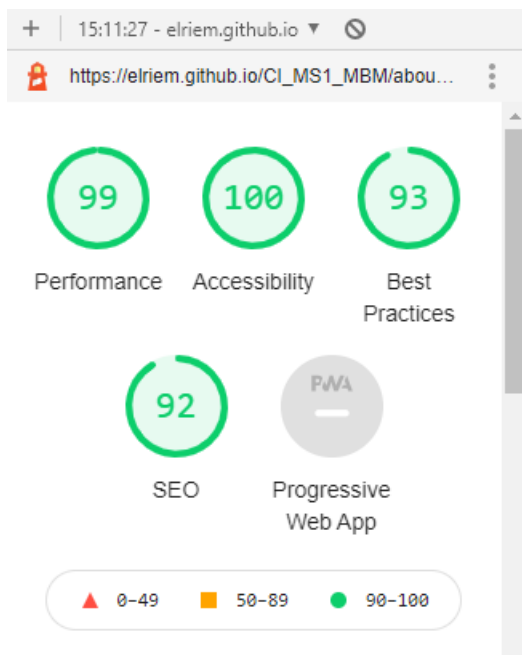 15:11:27 - elriem.github.io
https://elriem.github.io/CI_MS1_MBM/abou...
99 100 93
Performance Accessibility Best
Practices
92 PWA
SEO Progressive
Web App
0-49 50-89 90-100